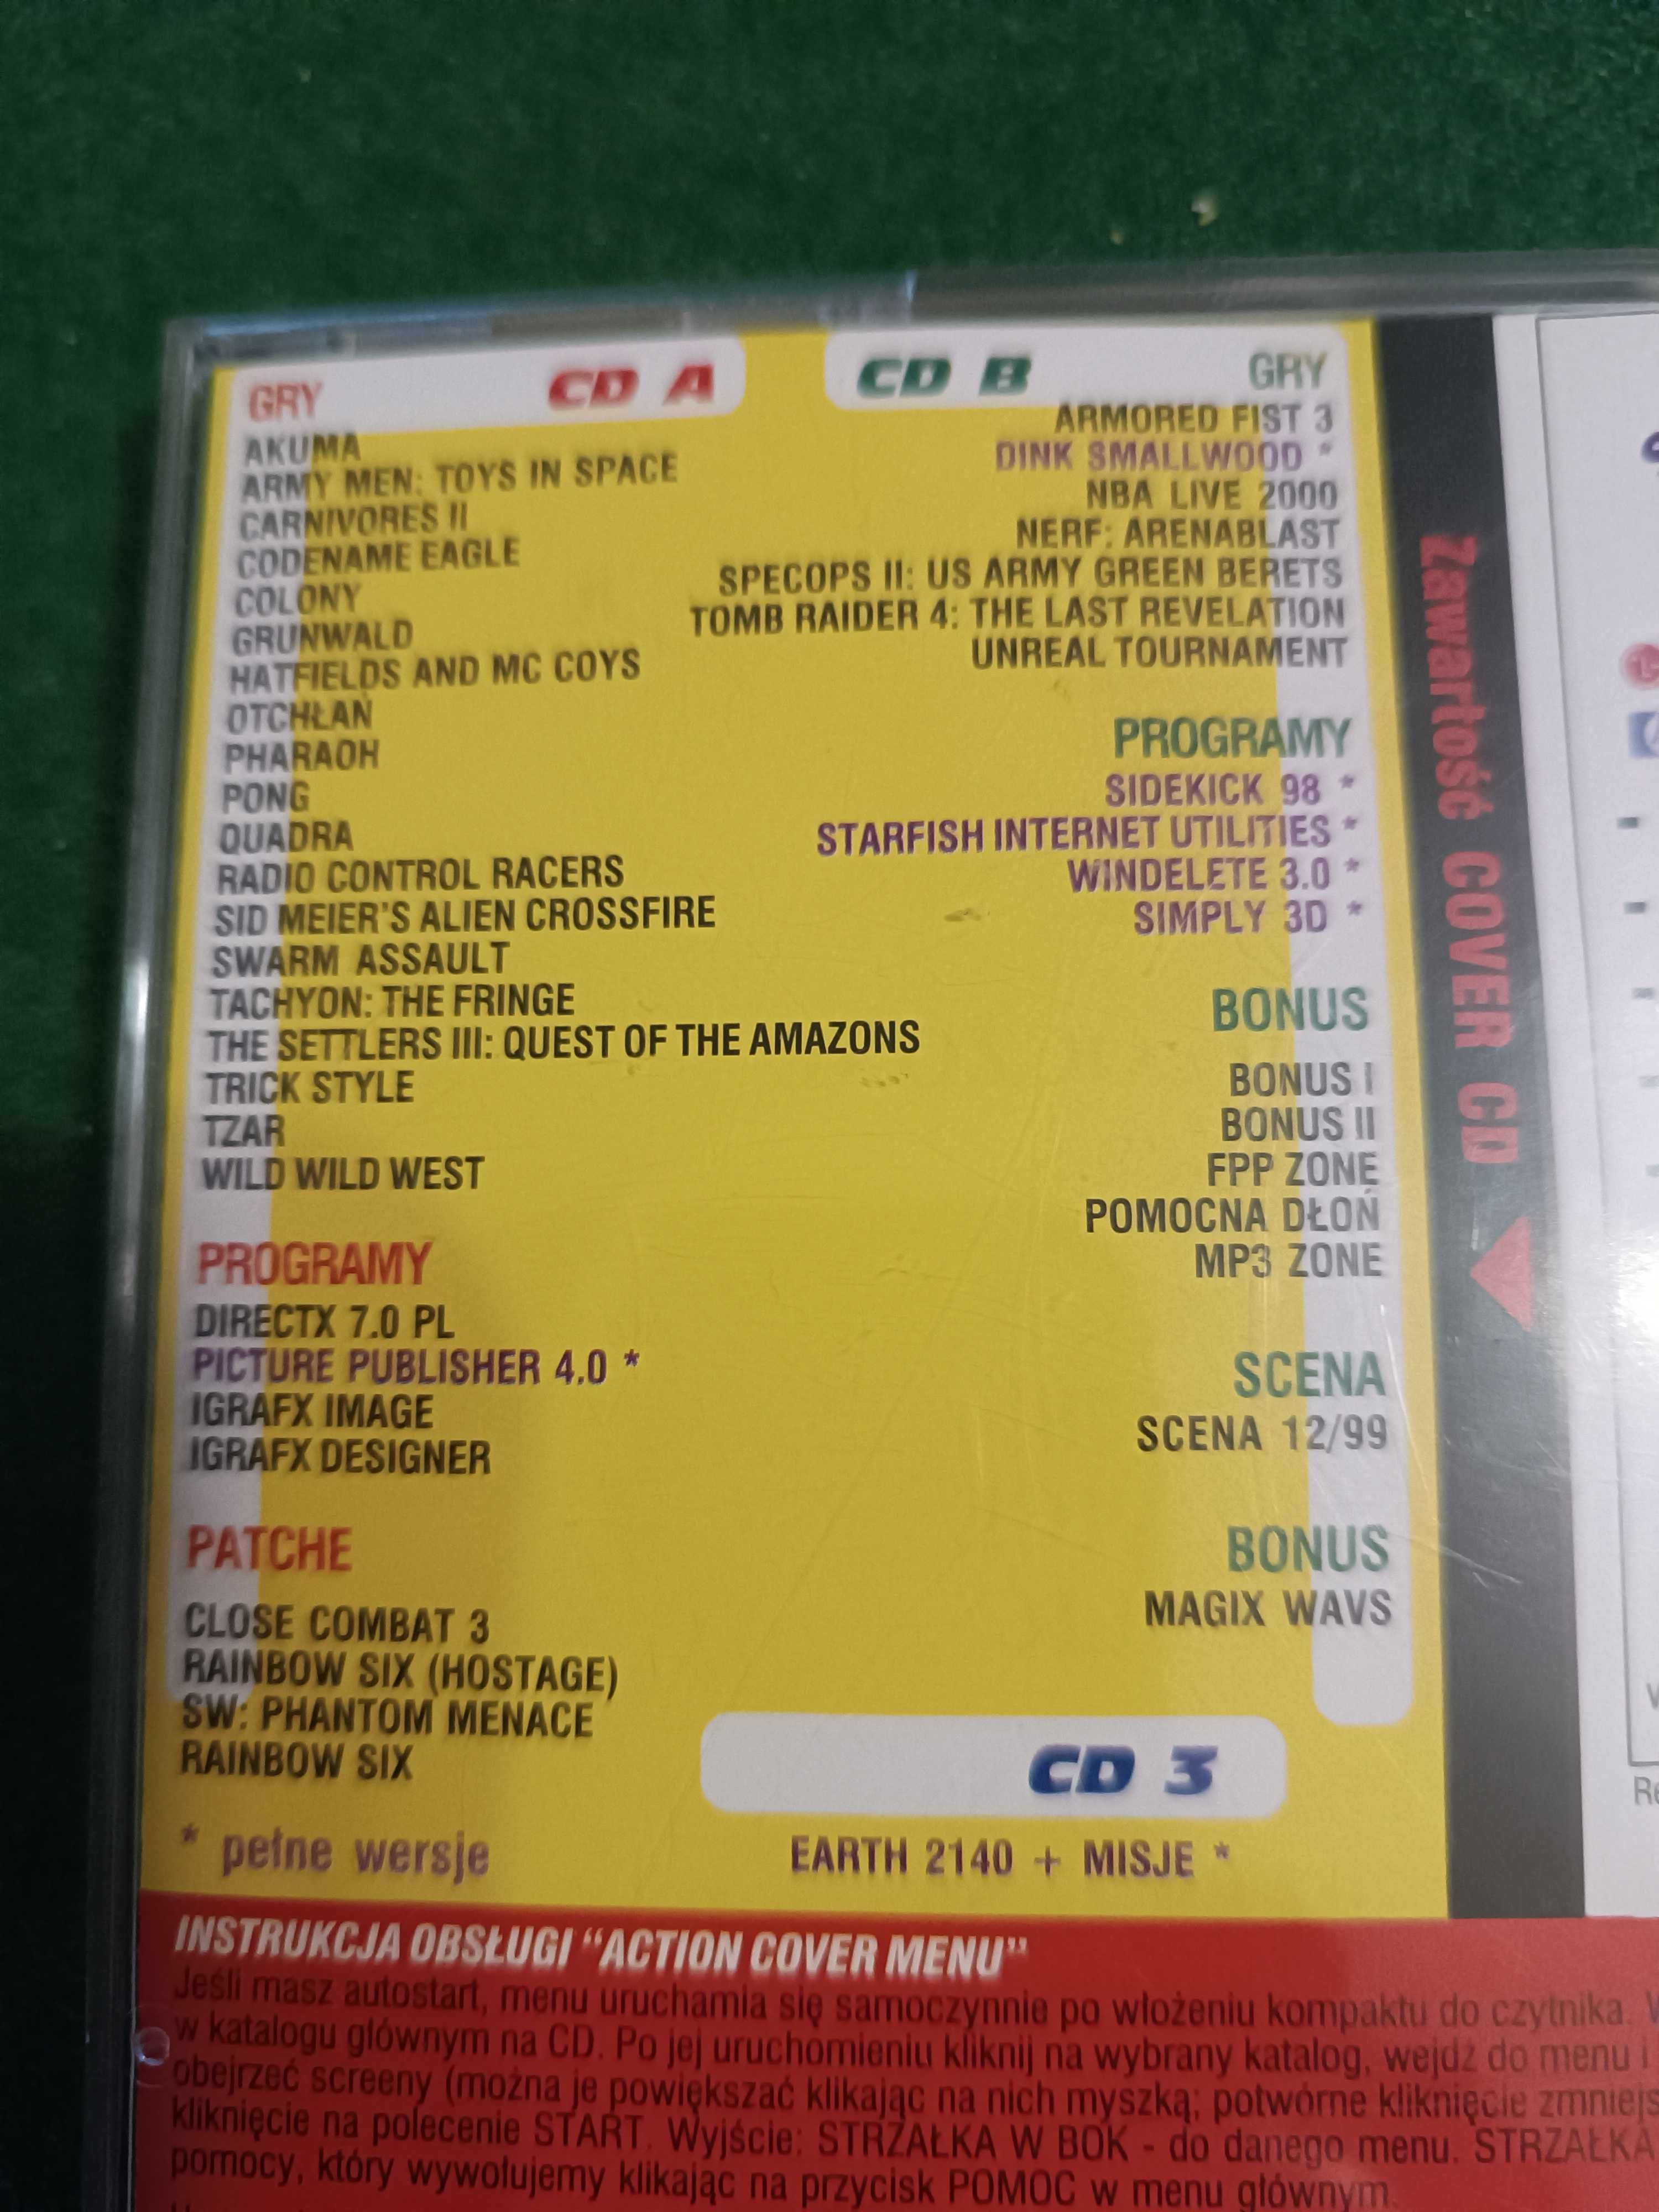 GRY CD A
AKUMA
ARMY MEN: TOYS IN SPACE
CARNIVORES II
CODENAME EAGLE
COLONY
GRUNWALD
HATFIELDS AND MC COYS
OTCHŁAŃ
PHARAOH
PONG
QUADRA
RADIO CONTROL RACERS
SID MEIER'S ALIEN CROSSFIRE
SWARM ASSAULT
TACHYON: THE FRINGE
THE SETTLERS III: QUEST OF THE AMAZONS
TRICK STYLE
TZAR
WILD WILD WEST
PROGRAMY
DIRECTX 7.0 PL
PICTURE PUBLISHER 4.0 *
IGRAFX IMAGE
IGRAFX DESIGNER
PATCHE
CLOSE COMBAT 3
RAINBOW SIX (HOSTAGE)
SW: PHANTOM MENACE
RAINBOW SIX
* pełne wersje
CD B GRY
ARMORED FIST 3
DINK SMALLWOOD *
NBA LIVE 2000
NERF: ARENABLAST
SPECOPS II: US ARMY GREEN BERETS
TOMB RAIDER 4: THE LAST REVELATION
UNREAL TOURNAMENT
PROGRAMY
SIDEKICK 98 *
STARFISH INTERNET UTILITIES *
WINDELETE 3.0 *
SIMPLY 3D *
BONUS
BONUS I
BONUS II
FPP ZONE
POMOCNA DŁOŃ
MP3 ZONE
SCENA
SCENA 12/99
BONUS
MAGIX WAVS
CD 3
EARTH 2140 + MISJE *
Zawartość COVER CD
INSTRUKCJA OBSŁUGI “ACTION COVER MENU”
Jeśli masz autostart, menu uruchamia się samoczynnie po włożeniu kompaktu do czytnika.
w katalogu głównym na CD. Po jej uruchomieniu kliknij na wybrany katalog, wejdź do menu i
obejrzeć screeny (można je powiększać klikając na nich myszką; potwórne kliknięcie zmniejs
kliknięcie na polecenie START. Wyjście: STRZAŁKA W BOK - do danego menu. STRZAŁKA
pomocy, który wywołujemy klikając na przycisk POMOC w menu głównym.